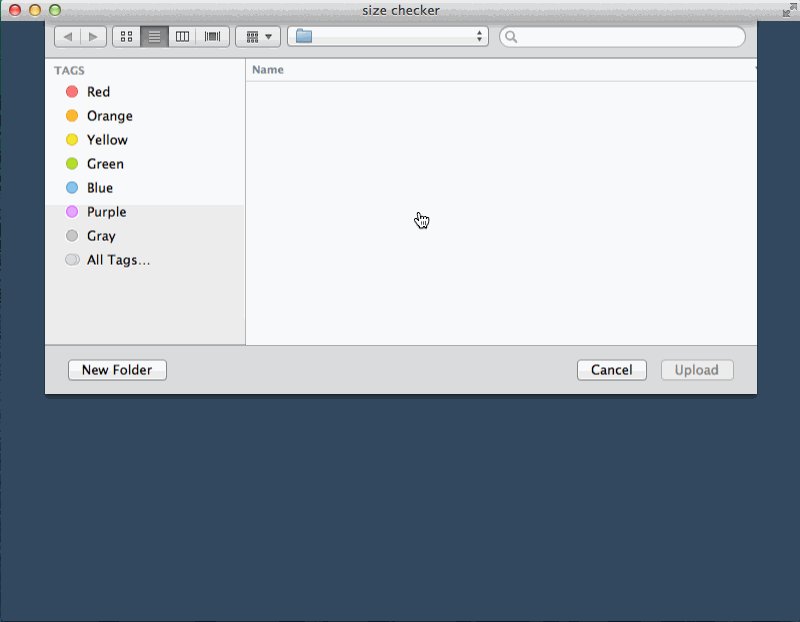 size checker
TAGS
Name
Red
Orange
Yellow
Green
Blue
Purple
Gray
All Tags…
New Folder
Cancel
Upload